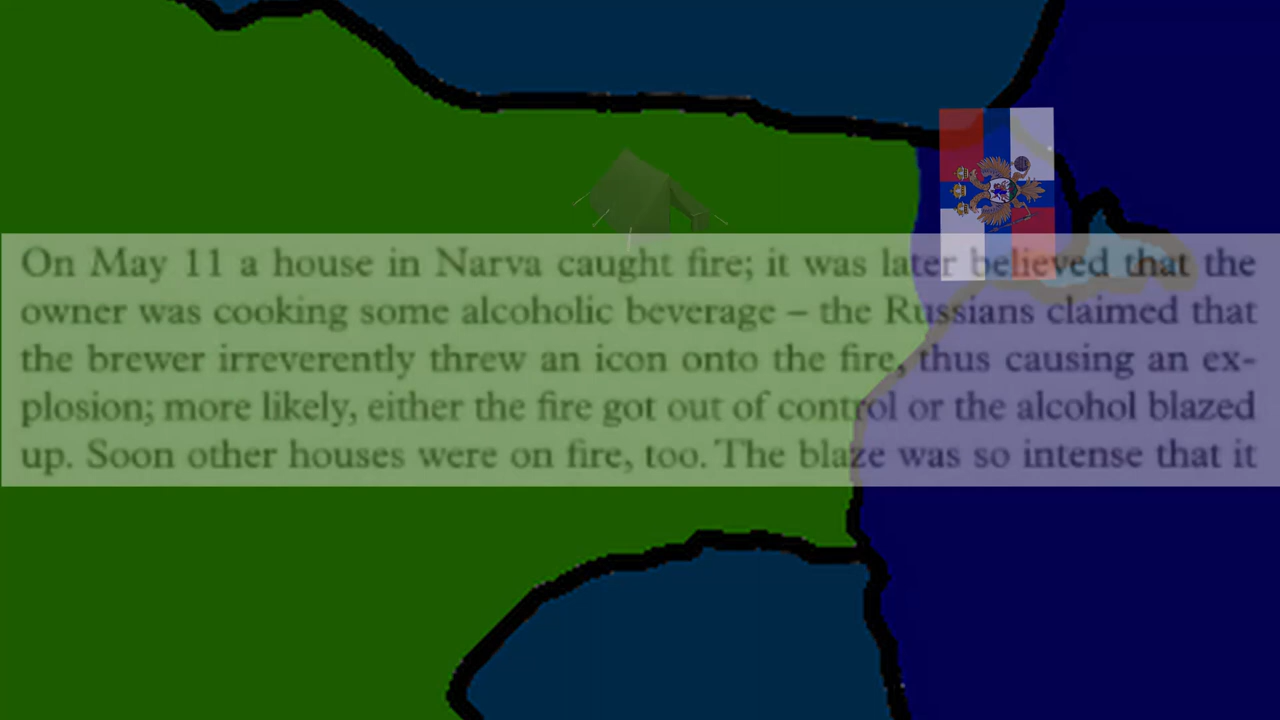 On May 11 a house in Narva caught fire; it was later believed that the
owner was cooking some alcoholic beverage – the Russians claimed that
the brewer irreverently threw an icon onto the fire, thus causing an ex-
plosion; more likely, either the fire got out of control or the alcohol blazed
up. Soon other houses were on fire, too. The blaze was so intense that it